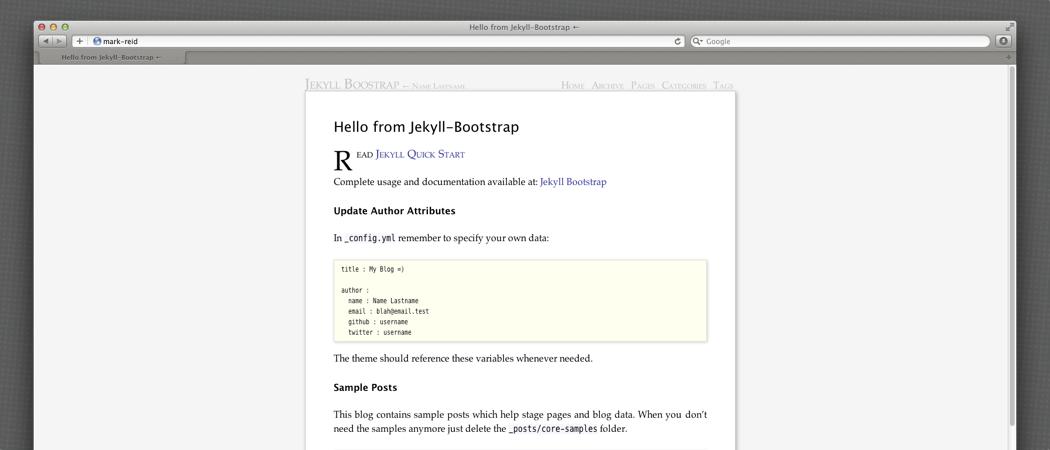 Hello from Jekyll-Bootstrap ←
mark-reid
Google
Hello from Jekyll-Bootstrap ←
JEKYLL BOOSTRAP ← NAME LASTNAME
HOME ARCHIVE PAGES CATEGORIES TAGS
Hello from Jekyll-Bootstrap
READ JEKYLL QUICK START
Complete usage and documentation available at: Jekyll Bootstrap
Update Author Attributes
In _config.yml remember to specify your own data:
title : My Blog =)
author :
name : Name Lastname
email : blah@email.test
github : username
twitter : username
The theme should reference these variables whenever needed.
Sample Posts
This blog contains sample posts which help stage pages and blog data. When you don't
need the samples anymore just delete the _posts/core-samples folder.